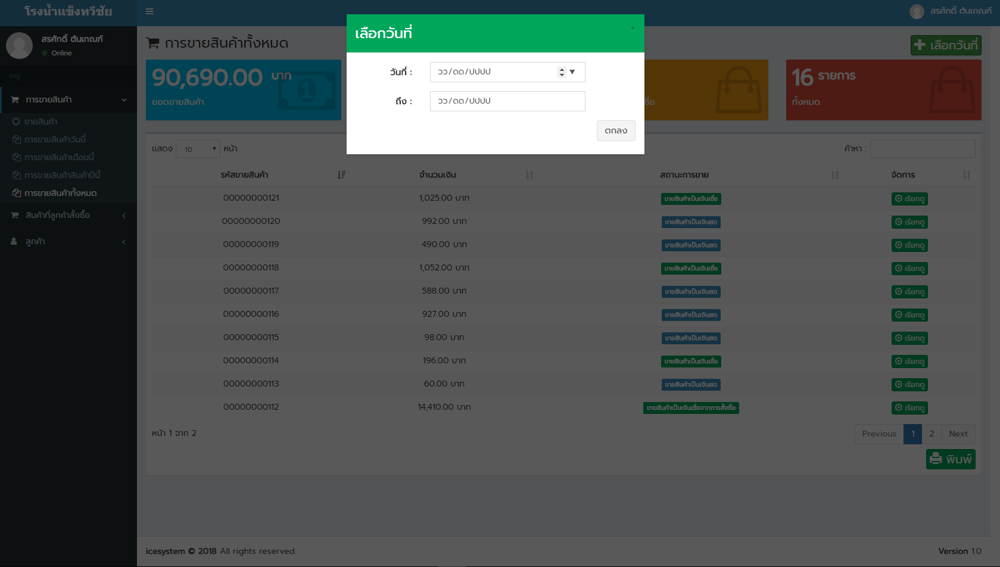 โรงน้ำแข็งทวีชัย
สรศักดิ์ ตันเกณฑ์
สรศักดิ์ ตันเกณฑ์
Online
เมนู
การขายสินค้า
ขายสินค้า
การขายสินค้าวันนี้
การขายสินค้าเดือนนี้
การขายสินค้าสินค้าปีนี้
การขายสินค้าทั้งหมด
สินค้าที่ลูกค้าสั่งซื้อ
ลูกค้า
การขายสินค้าทั้งหมด
เลือกวันที่
90,690.00 บาท
ยอดขายสินค้า
1
ชื่อ
16 รายการ
ทั้งหมด
เลือกวันที่
×
วันที่ :
วว/ดด/ปปปป
ถึง :
วว/ดด/ปปปป
ตกลง
แสดง 10 หน้า
ค้าหา :
รหัสขายสินค้า จำนวนเงิน สถานะการขาย จัดการ
00000000121 1,025.00 บาท ขายสินค้าเป็นเงินเชื่อ เรียกดู
00000000120 992.00 บาท ขายสินค้าเป็นเงินสด เรียกดู
00000000119 490.00 บาท ขายสินค้าเป็นเงินสด เรียกดู
00000000118 1,052.00 บาท ขายสินค้าเป็นเงินเชื่อ เรียกดู
00000000117 588.00 บาท ขายสินค้าเป็นเงินสด เรียกดู
00000000116 927.00 บาท ขายสินค้าเป็นเงินสด เรียกดู
00000000115 98.00 บาท ขายสินค้าเป็นเงินสด เรียกดู
00000000114 196.00 บาท ขายสินค้าเป็นเงินเชื่อ เรียกดู
00000000113 60.00 บาท ขายสินค้าเป็นเงินสด เรียกดู
00000000112 14,410.00 บาท ขายสินค้าเป็นเงินเชื่อจากการสั่งซื้อ เรียกดู
หน้า 1 จาก 2
Previous 1 2 Next
พิมพ์
icesystem © 2018 All rights reserved.
Version 1.0